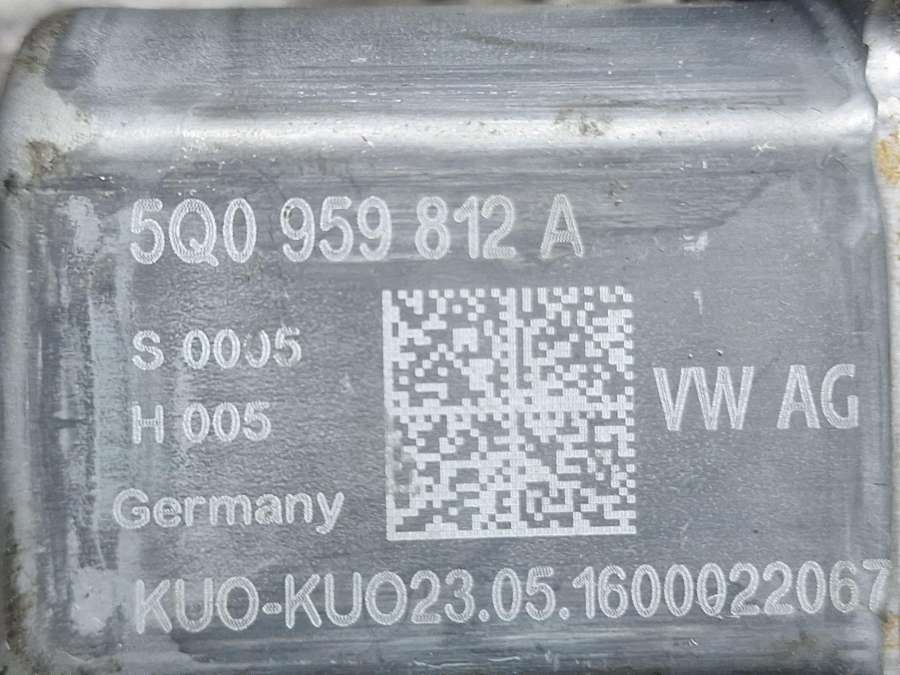 5Q0 959 812 A
S 0005
H 005
VW AG
Germany
KUO-KUO23.05.1600022067